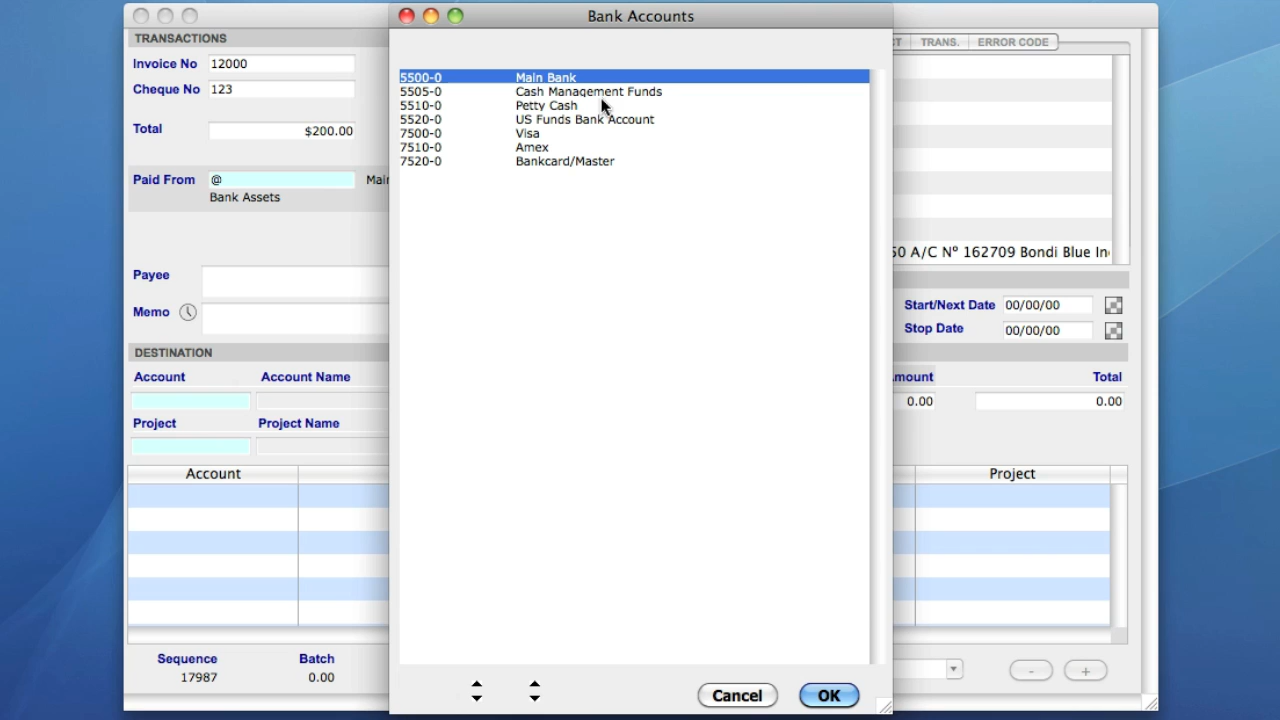 Bank Accounts
5500-0 Main Bank
5505-0 Cash Management Funds
5510-0 Petty Cash
5520-0 US Funds Bank Account
7500-0 Visa
7510-0 Amex
7520-0 Bankcard/Master
Cancel OK
TRANSACTIONS
TRANS. ERROR CODE
Invoice No 12000
Cheque No 123
Total $200.00
Paid From @
Bank Assets
A/C Nº 162709 Bondi Blue
Payee
Memo
Start/Next Date 00/00/00
Stop Date 00/00/00
DESTINATION
Account Account Name Total
0.00 0.00
Project Project Name
Account Project
Sequence Batch
17987 0.00
- +